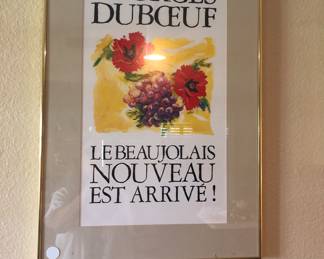 DUBŒUF
LE BEAUJOLAIS
NOUVEAU
EST ARRIVÉ !